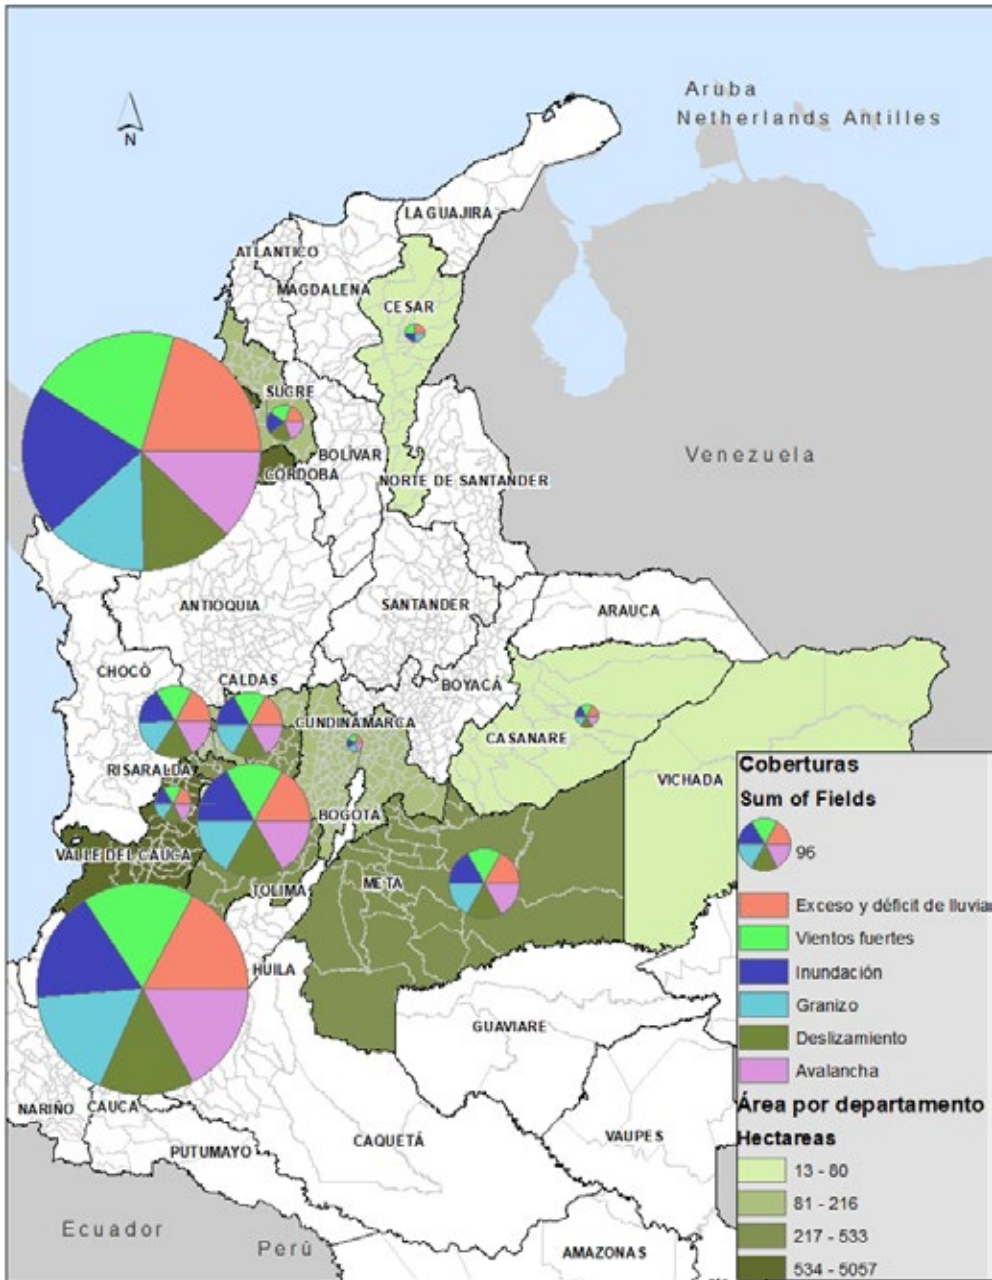 Aruba
Netherlands Antilles
N
LA GUAJIRA
ATLANTICO
MAGDALENA
CESAR
SUCRE
BOLÍVAR
Venezuela
CÓRDOBA
NORTE DE SANTANDER
ANTIOQUIA
SANTANDER
ARAUCA
CHOCÓ
CALDAS
BOYACÁ
CUNDINAMARCA
CASANARE
RISARALDA
VICHADA
BOGOTA
VALLE DEL CAUCA
META
TOLIMA
HUILA
GUAVIARE
NARIÑO
CAUCA
CAQUETÁ
VAUPES
PUTUMAYO
Ecuador
Perú
AMAZONAS
Coberturas
Sum of Fields
96
Exceso y déficit de lluvia
Vientos fuertes
Inundación
Granizo
Deslizamiento
Avalancha
Área por departamento
Hectareas
13 - 80
81 - 216
217 - 533
534 - 5057